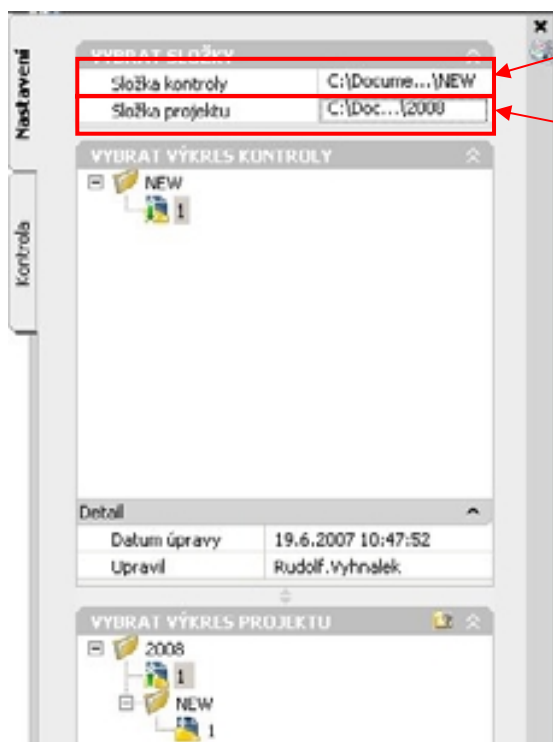 Nastavení
Kontrola
VYBRAT SLOŽKY
Složka kontroly C:\Docume...\NEW
Složka projektu C:\Doc...\2008
VYBRAT VÝKRES KONTROLY
NEW
1
Detail
Datum úpravy 19.6.2007 10:47:52
Upravil Rudolf.Vyhnalek
VYBRAT VÝKRES PROJEKTU
2008
1
NEW
1